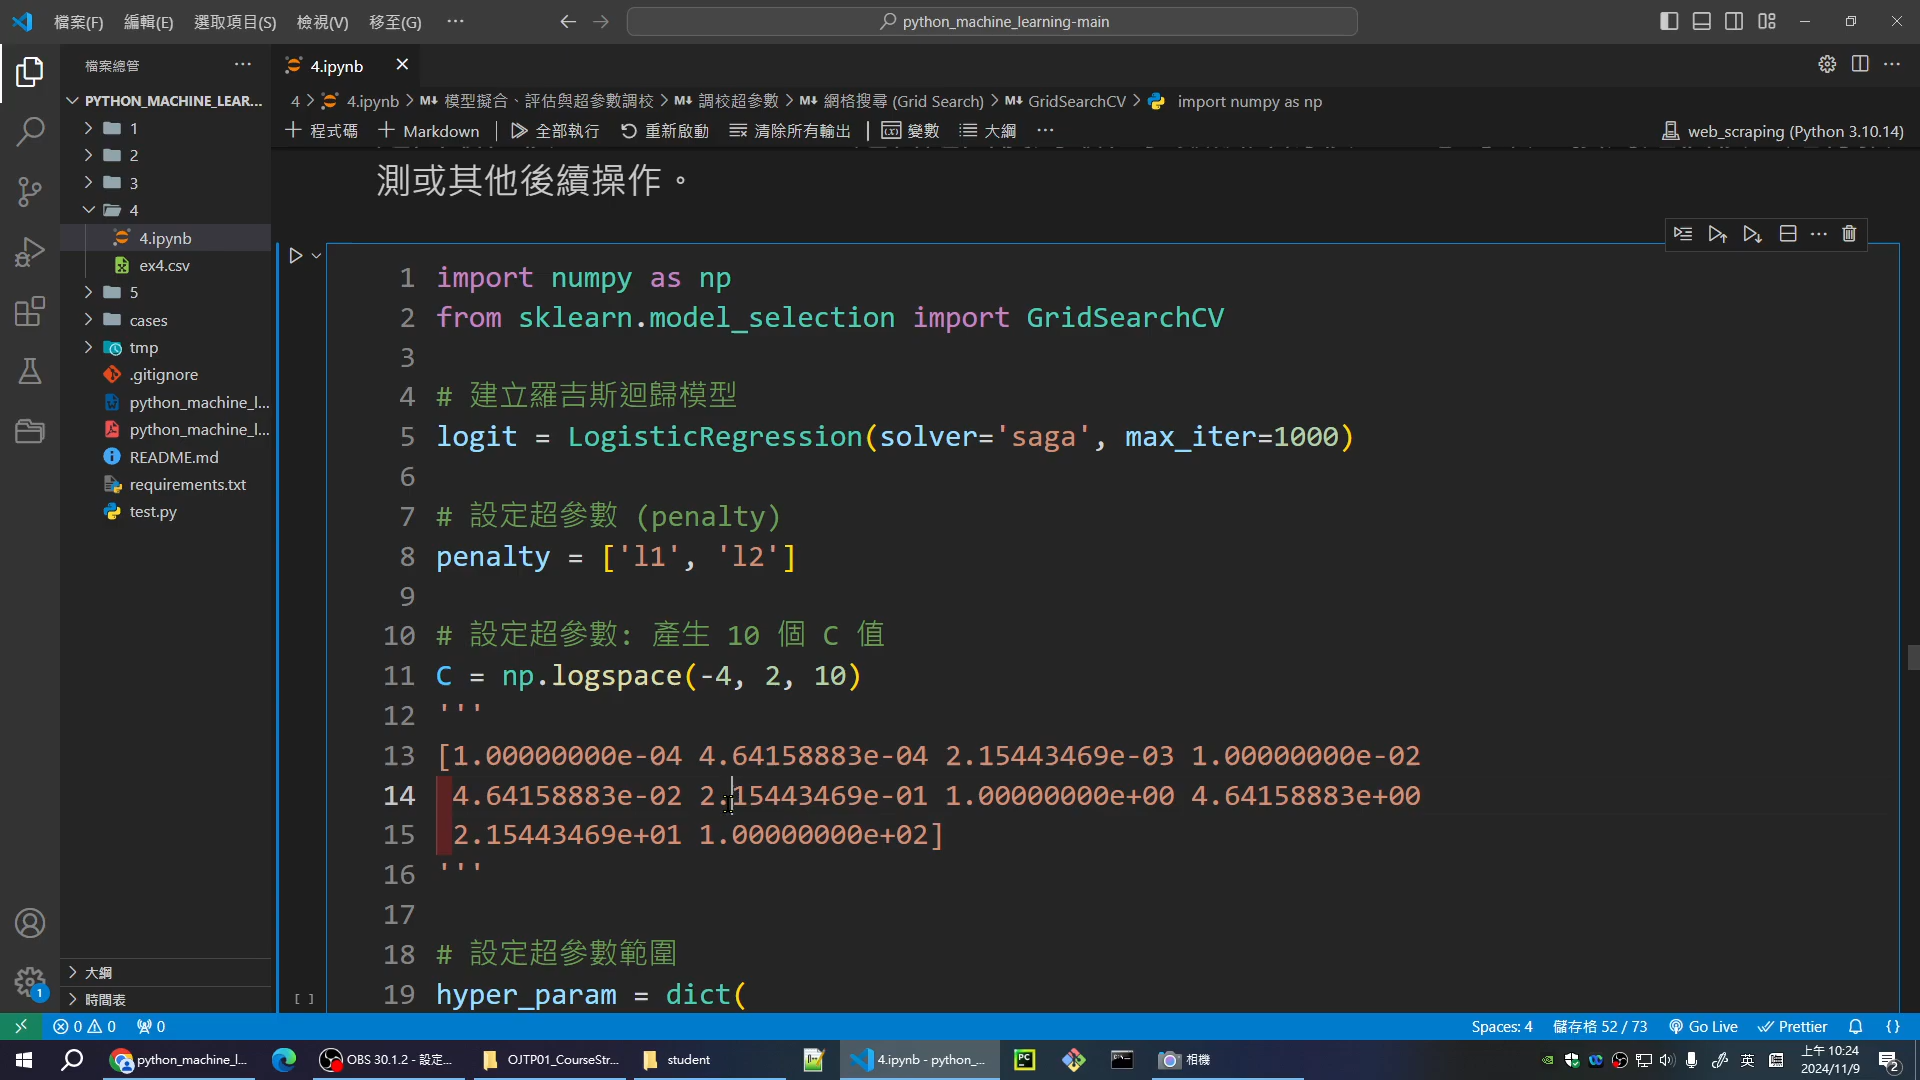 檔案(F) 編輯(E) 選取項目(S) 檢視(V) 移至(G) ··· python_machine_learning-main
檔案總管 ···
4.ipynb
PYTHON_MACHINE_LEAR...
1
2
3
4
4.ipynb
ex4.csv
5
cases
tmp
.gitignore
python_machine_l...
python_machine_l...
README.md
requirements.txt
test.py
大綱
時間表
4 > 4.ipynb > M↓ 模型擬合、評估與超參數調校 > M↓ 調校超參數 > M↓ 網格搜尋 (Grid Search) > M↓ GridSearchCV > import numpy as np
程式碼 Markdown 全部執行 重新啟動 清除所有輸出 變數 大綱 ··· web_scraping (Python 3.10.14)
測或其他後續操作。
1 import numpy as np
2 from sklearn.model_selection import GridSearchCV
3
4 # 建立羅吉斯迴歸模型
5 logit = LogisticRegression(solver='saga', max_iter=1000)
6
7 # 設定超參數 (penalty)
8 penalty = ['l1', 'l2']
9
10 # 設定超參數: 產生 10 個 C 值
11 C = np.logspace(-4, 2, 10)
12 '''
13 [1.00000000e-04 4.64158883e-04 2.15443469e-03 1.00000000e-02
14 4.64158883e-02 2.15443469e-01 1.00000000e+00 4.64158883e+00
15 2.15443469e+01 1.00000000e+02]
16 '''
17
18 # 設定超參數範圍
19 hyper_param = dict(
[ ]
1
0 0 0 Spaces: 4 儲存格 52 / 73 Go Live Prettier {}
python_machine_l... OBS 30.1.2 - 設定... OJTP01_CourseStr... student 4.ipynb - python_... PC 相機 英 上午 10:24
2024/11/9 2